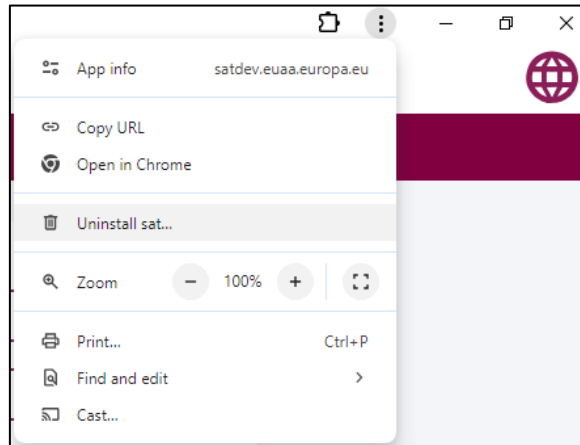 App info satdev.euaa.europa.eu
Copy URL
Open in Chrome
Uninstall sat...
Zoom − 100% +
Print... Ctrl+P
Find and edit >
Cast...